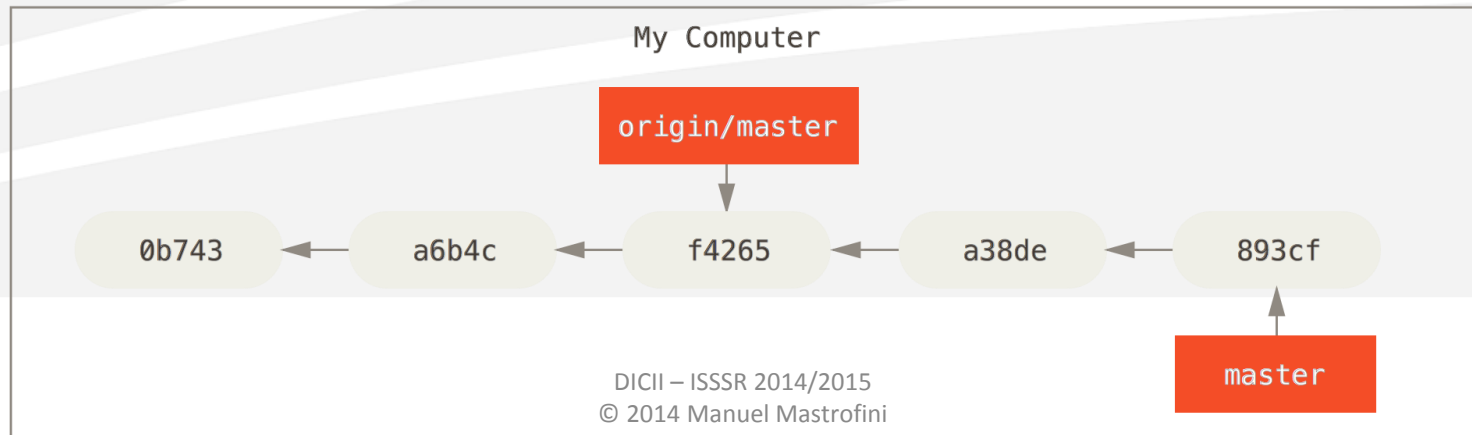 My Computer
origin/master
0b743 a6b4c f4265 a38de 893cf
master
DICII – ISSSR 2014/2015
© 2014 Manuel Mastrofini